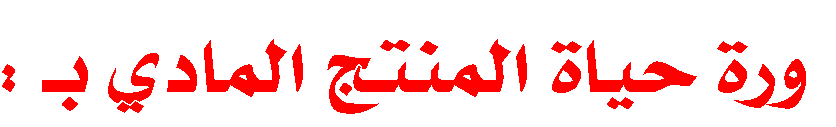 ورة حياة المنتج المادي بـ :